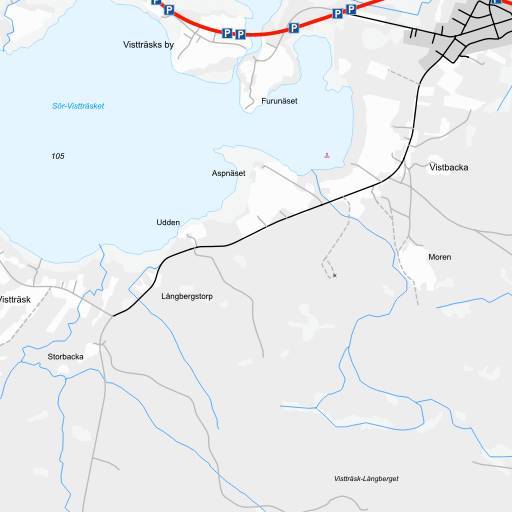 P
P
P
P
P
P
P
P
Vistträsks by
Sör-Vistträsket
Furunäset
105
Aspnäset
Vistbacka
Udden
Moren
Vistträsk
Långbergstorp
Storbacka
Vistträsk-Långberget